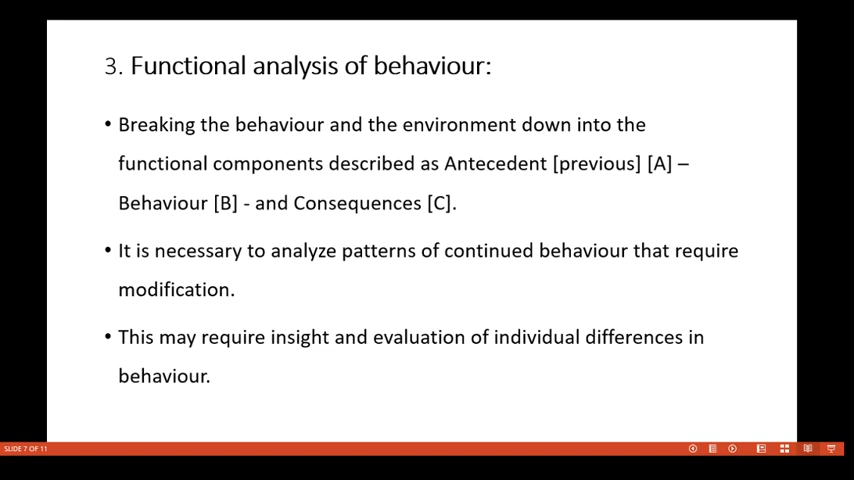 3. Functional analysis of behaviour:
• Breaking the behaviour and the environment down into the
functional components described as Antecedent [previous] [A] –
Behaviour [B] - and Consequences [C].
• It is necessary to analyze patterns of continued behaviour that require
modification.
• This may require insight and evaluation of individual differences in
behaviour.
SLIDE 7 OF 11